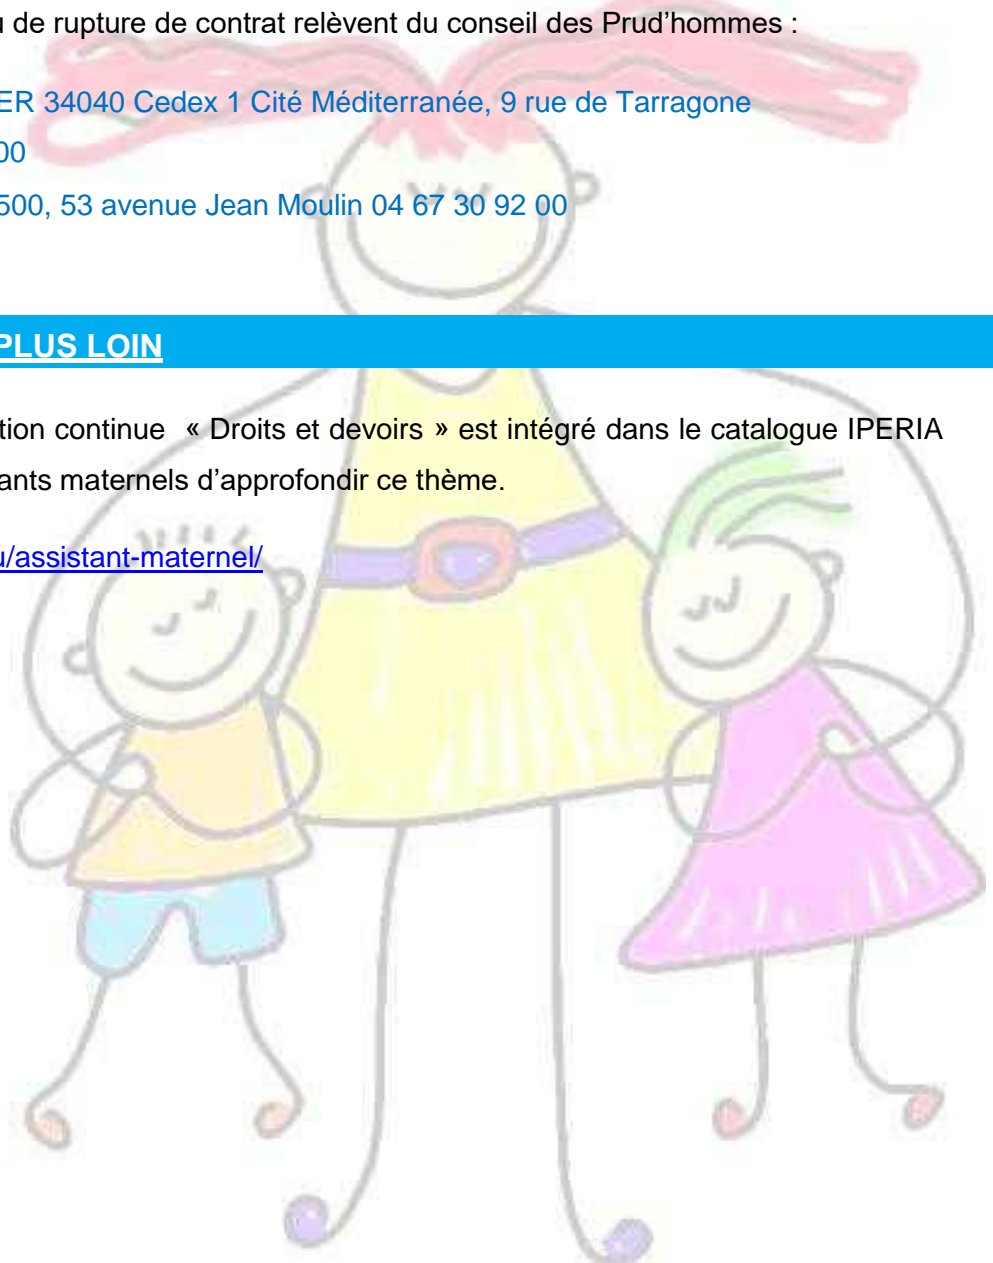 u de rupture de contrat relèvent du conseil des Prud’hommes :
ER 34040 Cedex 1 Cité Méditerranée, 9 rue de Tarragone
00
500, 53 avenue Jean Moulin 04 67 30 92 00
PLUS LOIN
tion continue « Droits et devoirs » est intégré dans le catalogue IPERIA
ants maternels d’approfondir ce thème.
u/assistant-maternel/